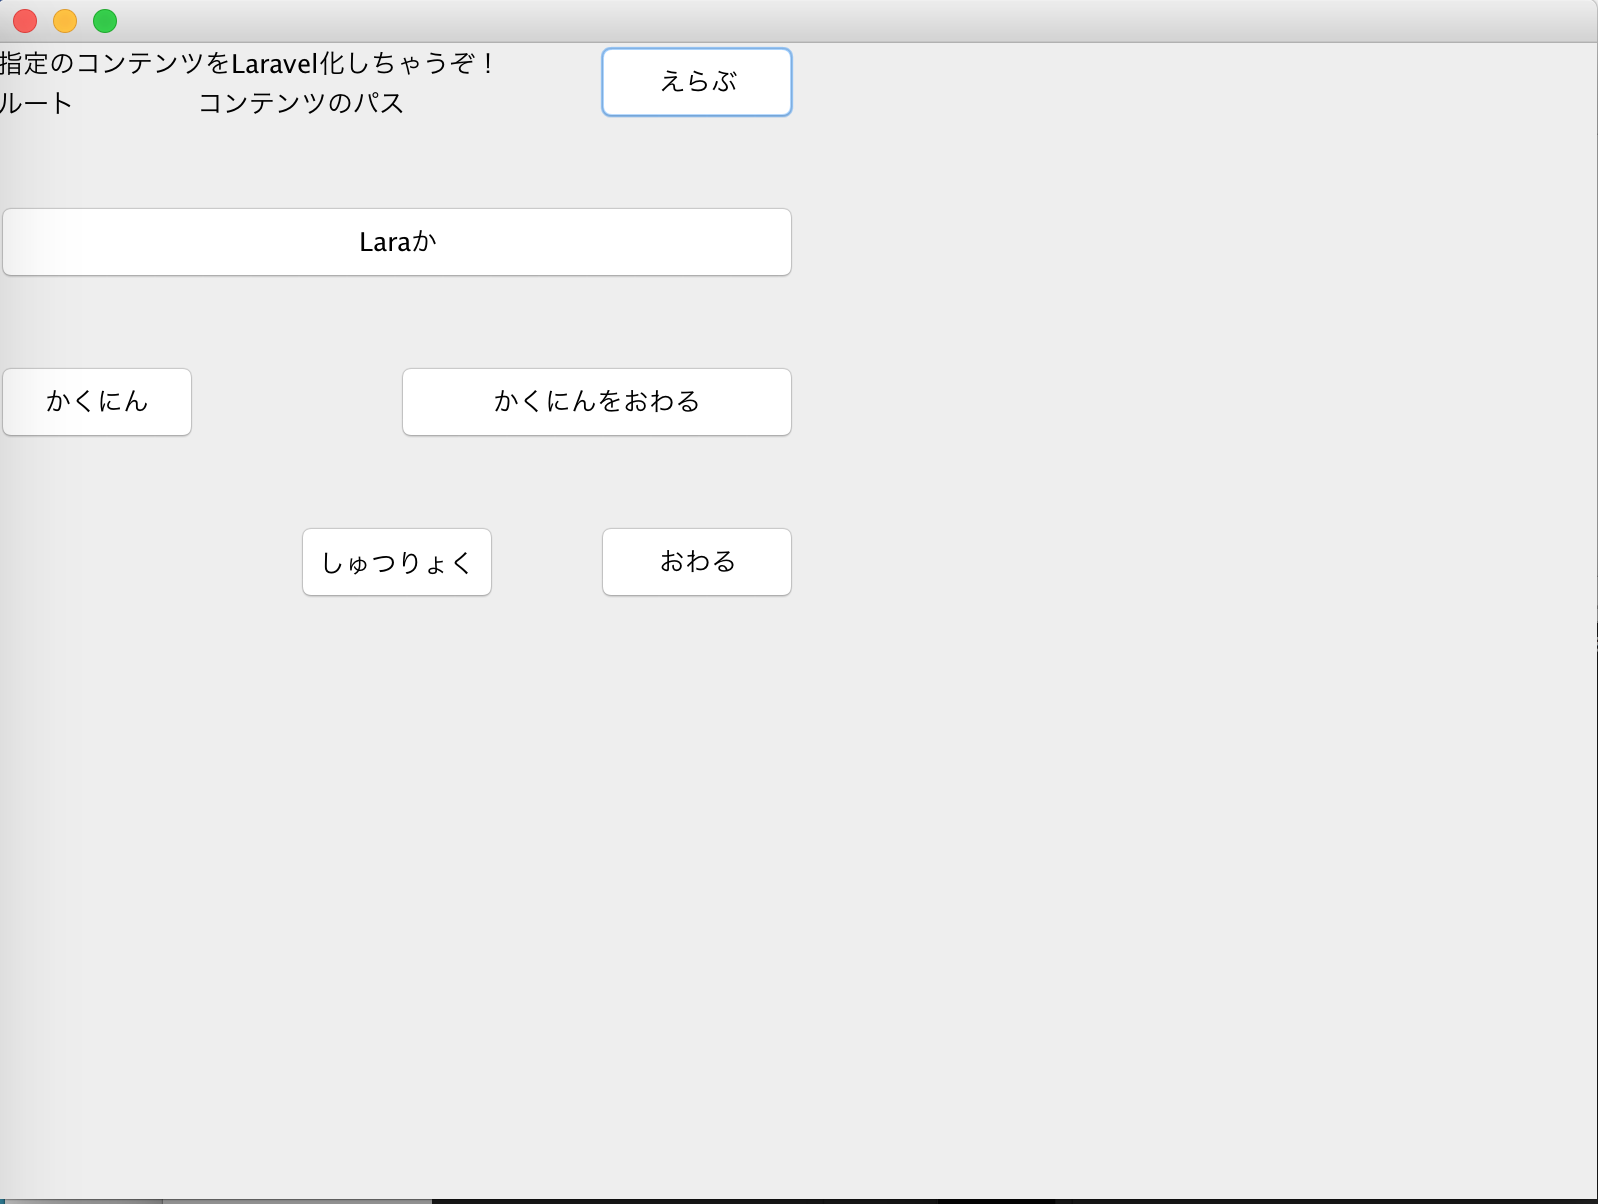 指定のコンテンツをLaravel化しちゃうぞ！
えらぶ
ルート
コンテンツのパス
Laraか
かくにん
かくにんをおわる
しゅつりょく
おわる